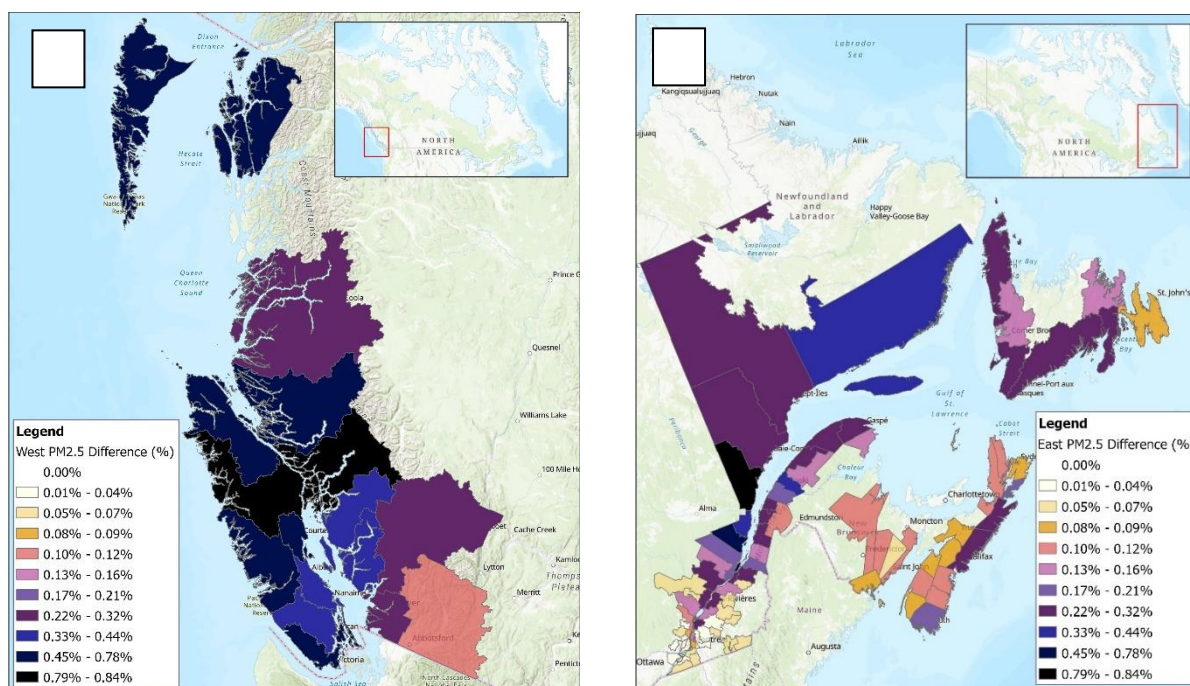 Dixon
Entrance
Hecate
Strait
Coast Mountains
NORTH
AMERICA
Queen
Charlotte
Sound
Prince G
Quesnel
Williams Lake
100 Mile H
Cache Creek
Lytton
Merritt
Abbotsford
North Cascades
Victoria
Salish Sea
Nanaim
Legend
West PM2.5 Difference (%)
0.00%
0.01% - 0.04%
0.05% - 0.07%
0.08% - 0.09%
0.10% - 0.12%
0.13% - 0.16%
0.17% - 0.21%
0.22% - 0.32%
0.33% - 0.44%
0.45% - 0.78%
0.79% - 0.84%
Labrador
Sea
Hebron
Kangiqsualujjuaq
Nutak
Nain
Ailik
George
Newfoundland
and
Labrador
Happy
Valley-Goose Bay
Smallwood
Reservoir
NORTH
AMERICA
St. John's
Gulf of
St.
Lawrence
Cabot
Strait
Gaspé
Chaleur
Bay
Alma
Edmundston
Moncton
Charlottetown
Maine
Augusta
Ottawa
Legend
East PM2.5 Difference (%
0.00%
0.01% - 0.04%
0.05% - 0.07%
0.08% - 0.09%
0.10% - 0.12%
0.13% - 0.16%
0.17% - 0.21%
0.22% - 0.32%
0.33% - 0.44%
0.45% - 0.78%
0.79% - 0.84%